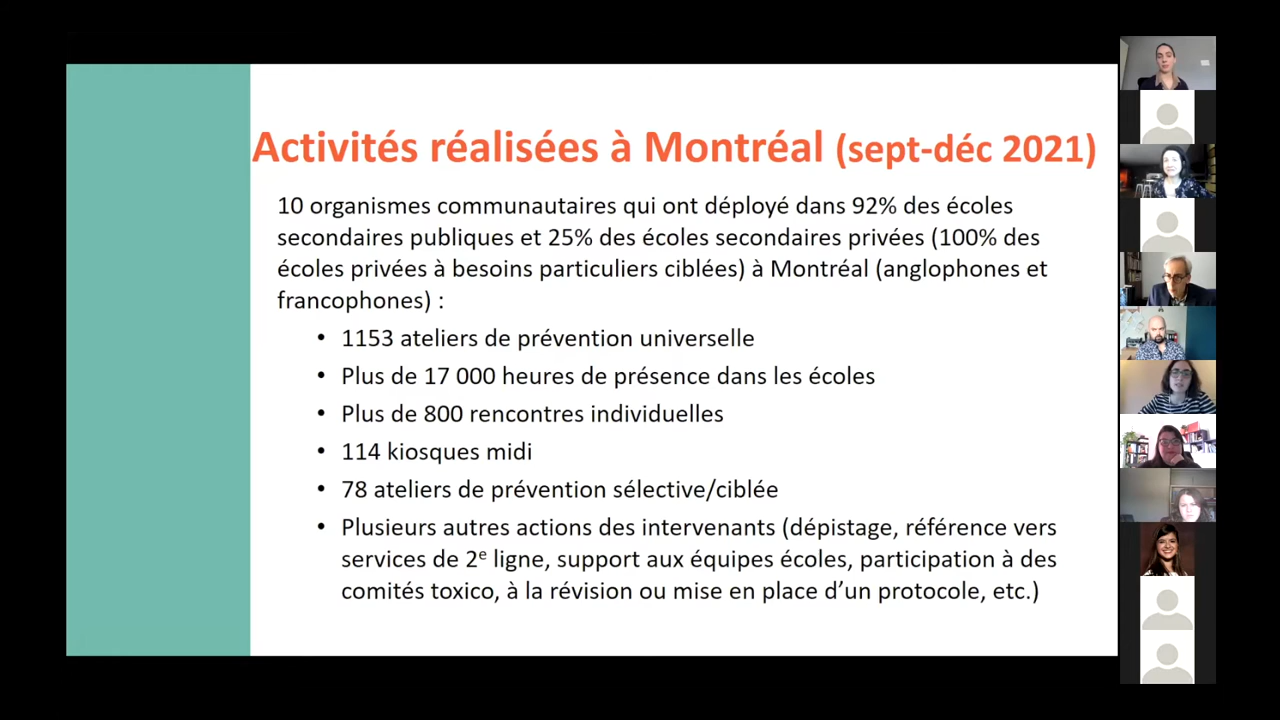 Activités réalisées à Montréal (sept-déc 2021)
10 organismes communautaires qui ont déployé dans 92% des écoles
secondaires publiques et 25% des écoles secondaires privées (100% des
écoles privées à besoins particuliers ciblées) à Montréal (anglophones et
francophones) :
• 1153 ateliers de prévention universelle
• Plus de 17 000 heures de présence dans les écoles
• Plus de 800 rencontres individuelles
• 114 kiosques midi
• 78 ateliers de prévention sélective/ciblée
• Plusieurs autres actions des intervenants (dépistage, référence vers
services de 2e ligne, support aux équipes écoles, participation à des
comités toxico, à la révision ou mise en place d’un protocole, etc.)